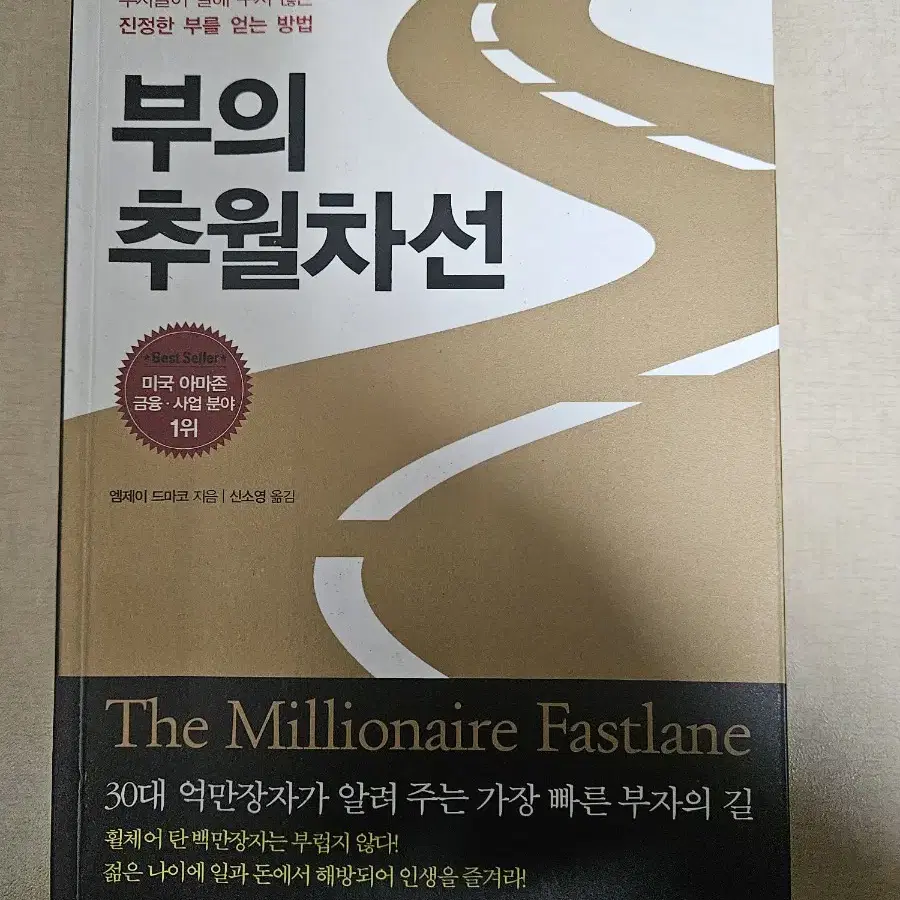 진정한 부를 얻는 방법
부의
추월차선
Best Seller
미국 아마존
금융·사업 분야
1위
엠제이 드마코 지음 | 신소영 옮김
The Millionaire Fastlane
30대 억만장자가 알려 주는 가장 빠른 부자의 길
휠체어 탄 백만장자는 부럽지 않다!
젊은 나이에 일과 돈에서 해방되어 인생을 즐겨라!